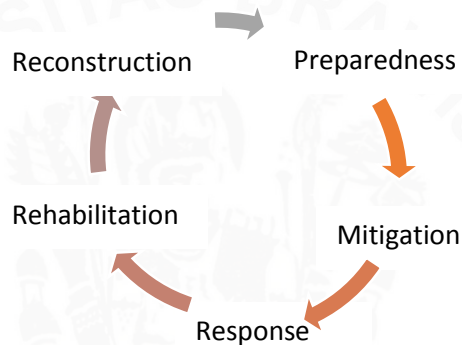 Reconstruction
Preparedness
Rehabilitation
Mitigation
Response